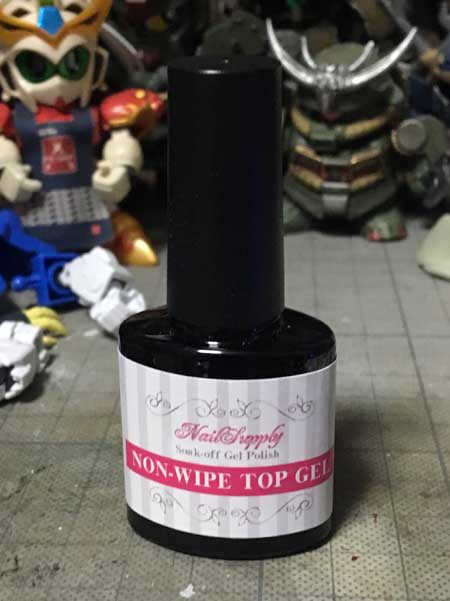 NailSupply
Soak-off Gel Polish
NON-WIPE TOP GEL